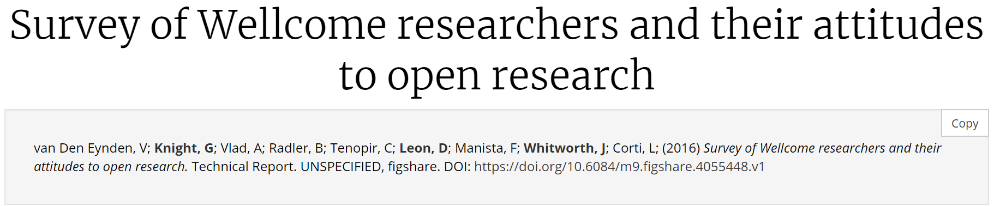 Survey of Wellcome researchers and their attitudes
to open research
Copy
van Den Eynden, V; Knight, G; Vlad, A; Radler, B; Tenopir, C; Leon, D; Manista, F; Whitworth, J; Corti, L; (2016) Survey of Wellcome researchers and their
attitudes to open research. Technical Report. UNSPECIFIED, figshare. DOI: https://doi.org/10.6084/m9.figshare.4055448.v1